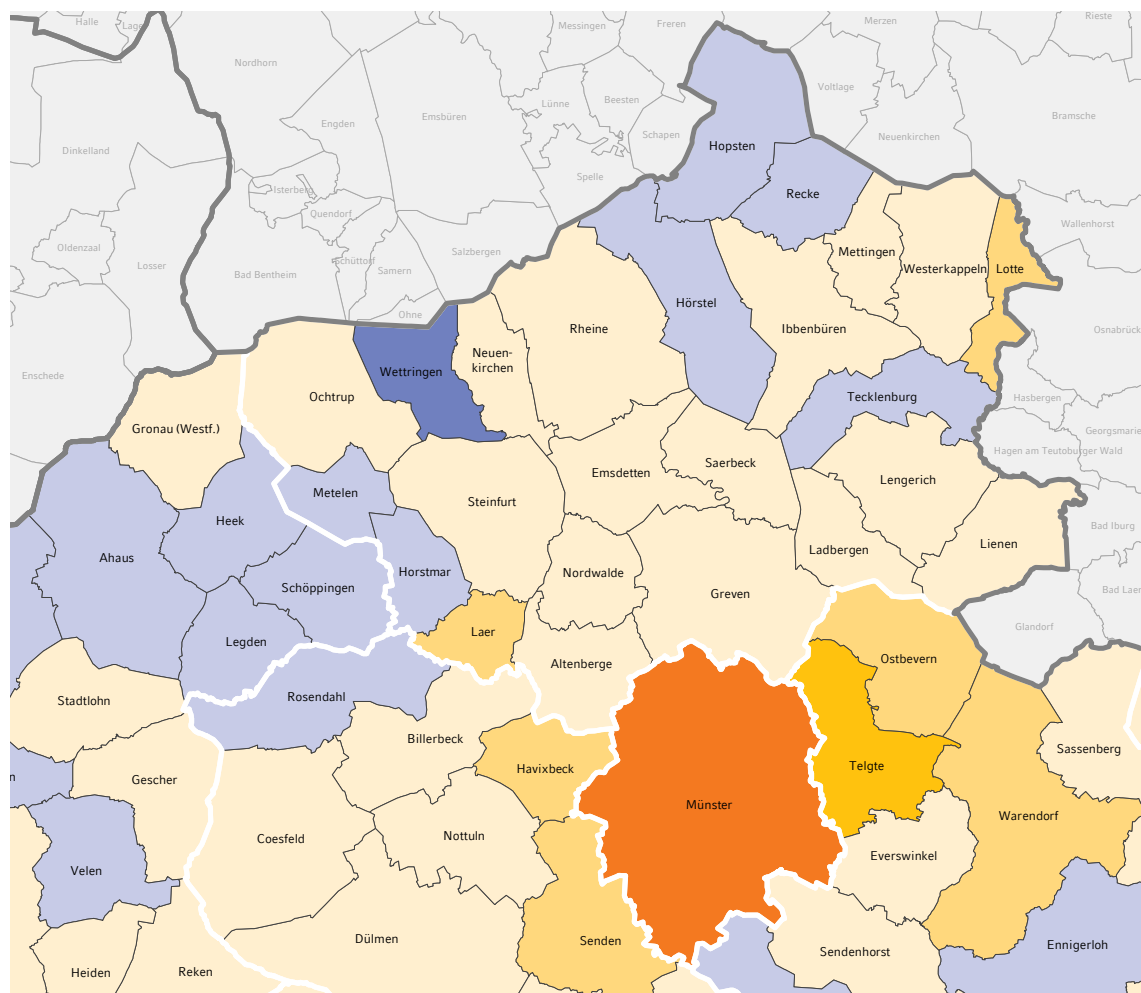 Halle
Lage
Messingen
Freren
Merzen
Rieste
Nordhorn
Lünne
Beesten
Voltlage
Emsbüren
Bramsche
Engden
Schapen
Neuenkirchen
Dinkelland
Hopsten
Spelle
Isterberg
Recke
Quendorf
Wallenhorst
Oldenzaal
Losser
Salzbergen
Mettingen
Schüttorf
Samern
Westerkappeln
Lotte
Bad Bentheim
Hörstel
Ohne
Rheine
Ibbenbüren
Osnabrück
Neuen-
kirchen
Enschede
Wettringen
Ochtrup
Tecklenburg
Hasbergen
Gronau (Westf.)
Georgsmarie
Hagen am Teutoburger Wald
Saerbeck
Emsdetten
Lengerich
Metelen
Steinfurt
Heek
Bad Iburg
Ahaus
Ladbergen
Lienen
Horstmar
Nordwalde
Schöppingen
Bad Laer
Greven
Glandorf
Laer
Legden
Altenberge
Ostbevern
Rosendahl
Stadtlohn
Billerbeck
Sassenberg
Havixbeck
Telgte
n
Gescher
Münster
Warendorf
Coesfeld
Nottuln
Everswinkel
Velen
Dülmen
Senden
Ennigerloh
Sendenhorst
Heiden
Reken